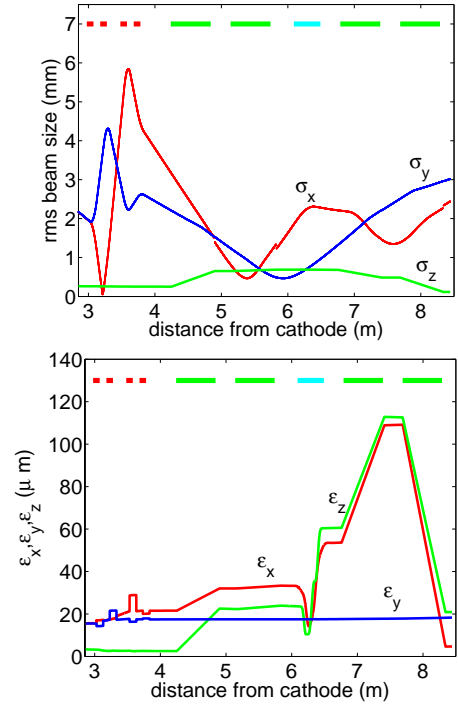 7
6
5
4
3
2
1
0
rms beam size (mm)
σx
σy
σz
3 4 5 6 7 8
distance from cathode (m)
140
120
100
80
60
40
20
0
εx,εy,εz (μ m)
εz
εx
εy
3 4 5 6 7 8
distance from cathode (m)